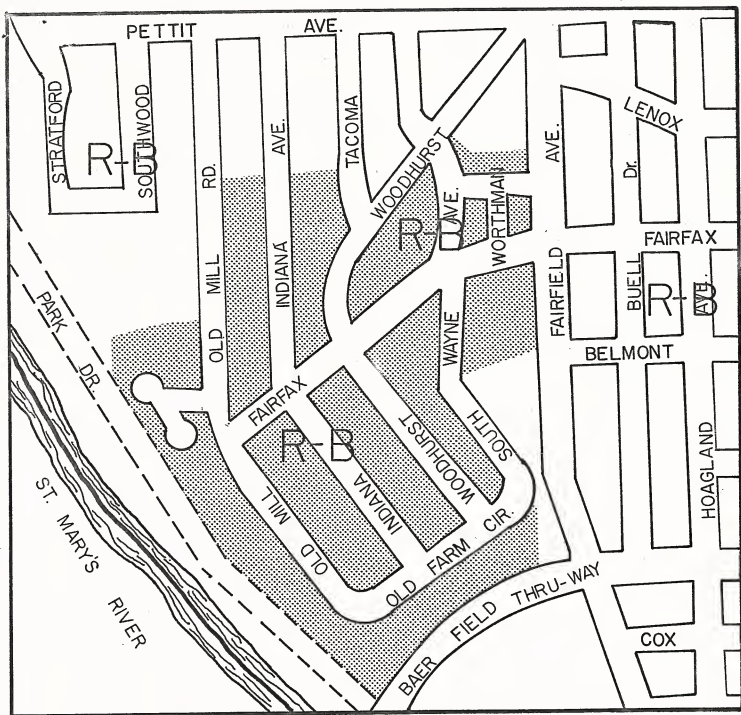 PETTIT AVE.
STRATFORD
SOUTHWOOD
R-B
OLD MILL RD.
INDIANA AVE.
TACOMA
WOODHURST
AVE.
WORTHMAN
R-B
AVE.
Dr.
LENOX
FAIRFAX
FAIRFIELD
BUELL
R-B
AVE.
BELMONT
HOAGLAND
PARK DR.
FAIRFAX
WAYNE
SOUTH
WOODHURST
R-B
INDIANA
OLD MILL
OLD FARM CIR.
ST. MARY'S RIVER
BAER FIELD THRU-WAY
COX